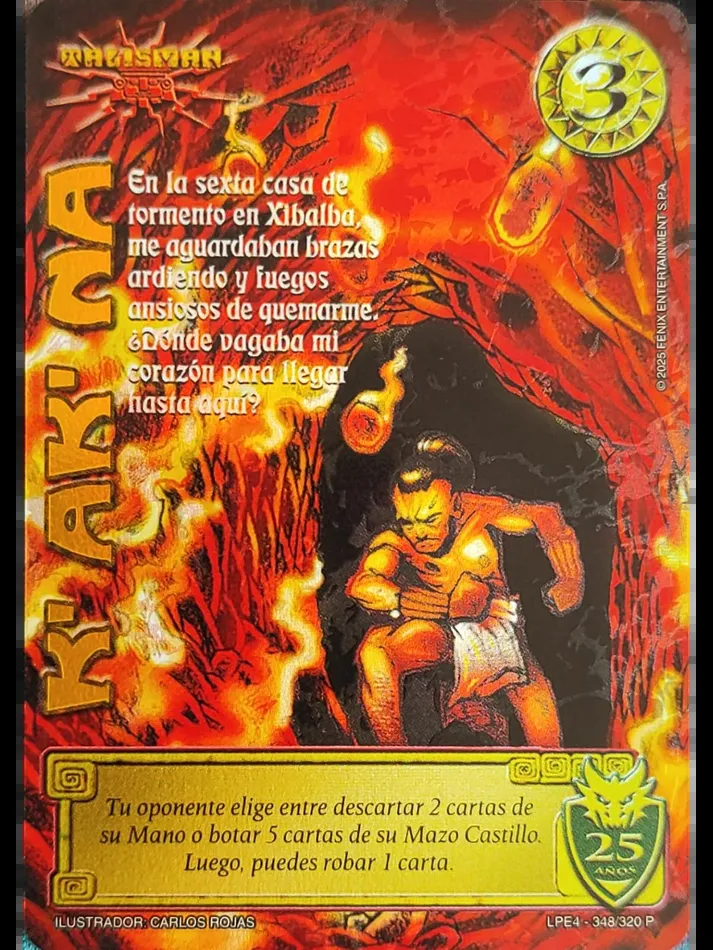 TALISMAN
3
K' AK' NA
En la sexta casa de
tormento en Xibalba,
me aguardaban brazas
ardiendo y fuegos
ansiosos de quemarme.
¿Dónde vagaba mi
corazón para llegar
hasta aquí?
© 2025 FENIX ENTERTAINMENT S.P.A.
Tu oponente elige entre descartar 2 cartas de
su Mano o botar 5 cartas de su Mazo Castillo.
Luego, puedes robar 1 carta.
25
AÑOS
ILUSTRADOR: CARLOS ROJAS
LPE4 - 348/320 P